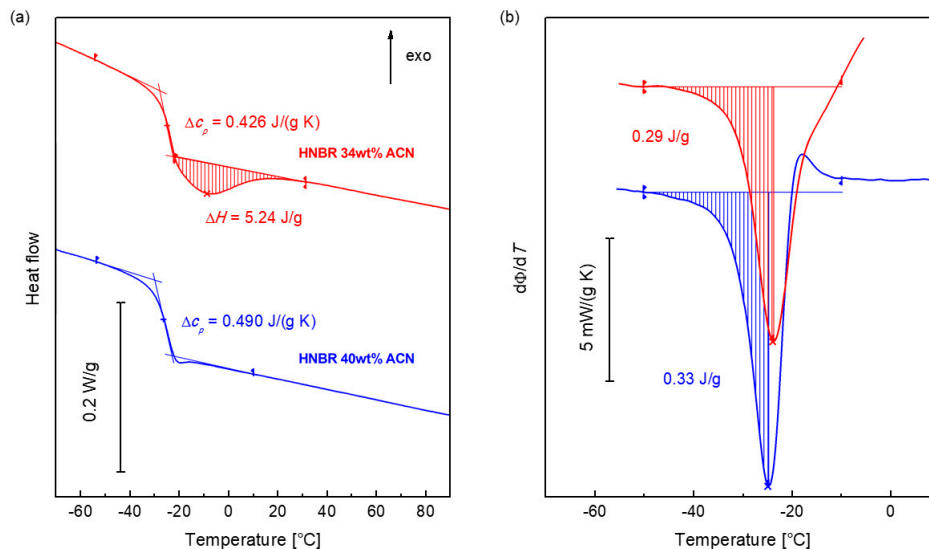 (a)
exo
Δcp = 0.426 J/(g K)
HNBR 34wt% ACN
ΔH = 5.24 J/g
Δcp = 0.490 J/(g K)
HNBR 40wt% ACN
0.2 W/g
Heat flow
-60 -40 -20 0 20 40 60 80
Temperature [°C]
(b)
0.29 J/g
5 mW/(g K)
0.33 J/g
dΦ/dT
-60 -40 -20 0
Temperature [°C]